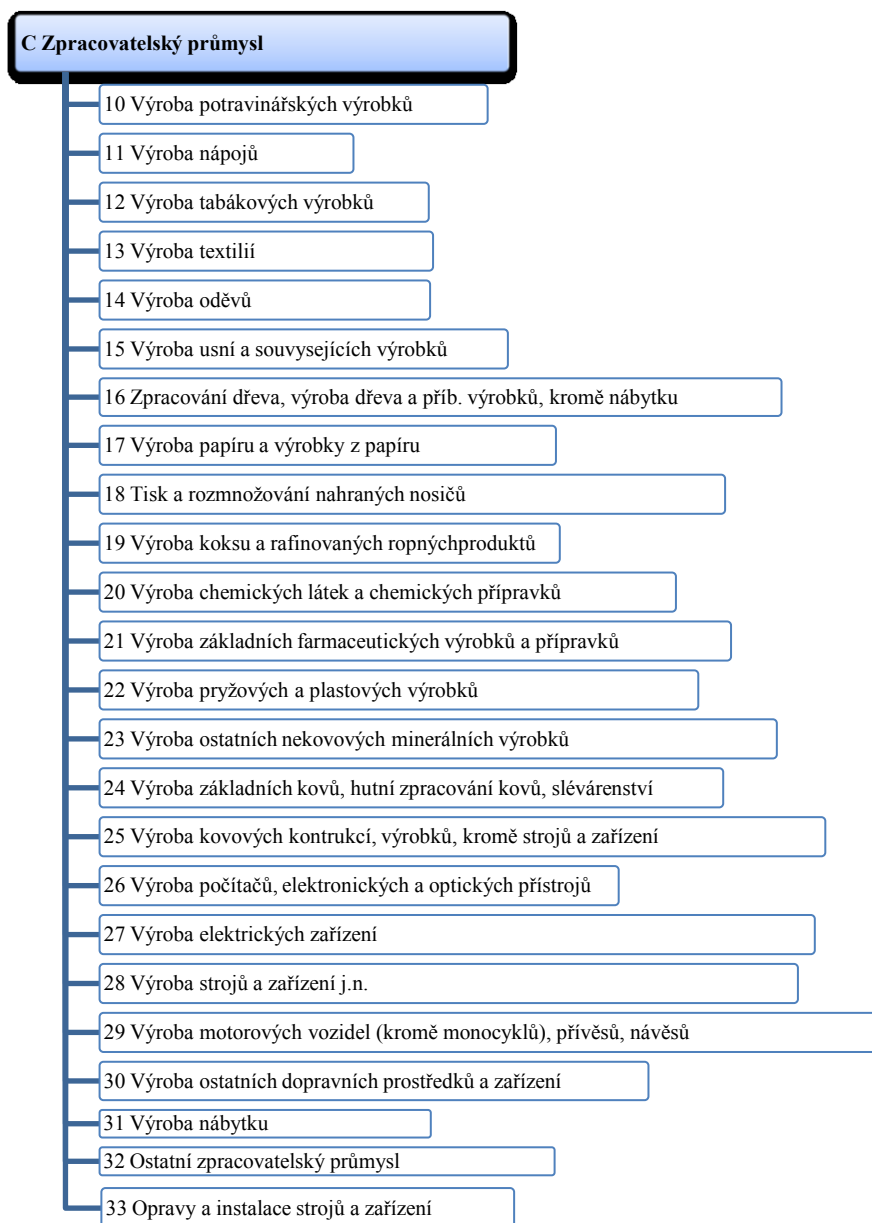 C Zpracovatelský průmysl
10 Výroba potravinářských výrobků
11 Výroba nápojů
12 Výroba tabákových výrobků
13 Výroba textilií
14 Výroba oděvů
15 Výroba usní a souvysejících výrobků
16 Zpracování dřeva, výroba dřeva a příb. výrobků, kromě nábytku
17 Výroba papíru a výrobky z papíru
18 Tisk a rozmnožování nahraných nosičů
19 Výroba koksu a rafinovaných ropnýchproduktů
20 Výroba chemických látek a chemických přípravků
21 Výroba základních farmaceutických výrobků a přípravků
22 Výroba pryžových a plastových výrobků
23 Výroba ostatních nekovových minerálních výrobků
24 Výroba základních kovů, hutní zpracování kovů, slévárenství
25 Výroba kovových kontrukcí, výrobků, kromě strojů a zařízení
26 Výroba počítačů, elektronických a optických přístrojů
27 Výroba elektrických zařízení
28 Výroba strojů a zařízení j.n.
29 Výroba motorových vozidel (kromě monocyklů), přívěsů, návěsů
30 Výroba ostatních dopravních prostředků a zařízení
31 Výroba nábytku
32 Ostatní zpracovatelský průmysl
33 Opravy a instalace strojů a zařízení